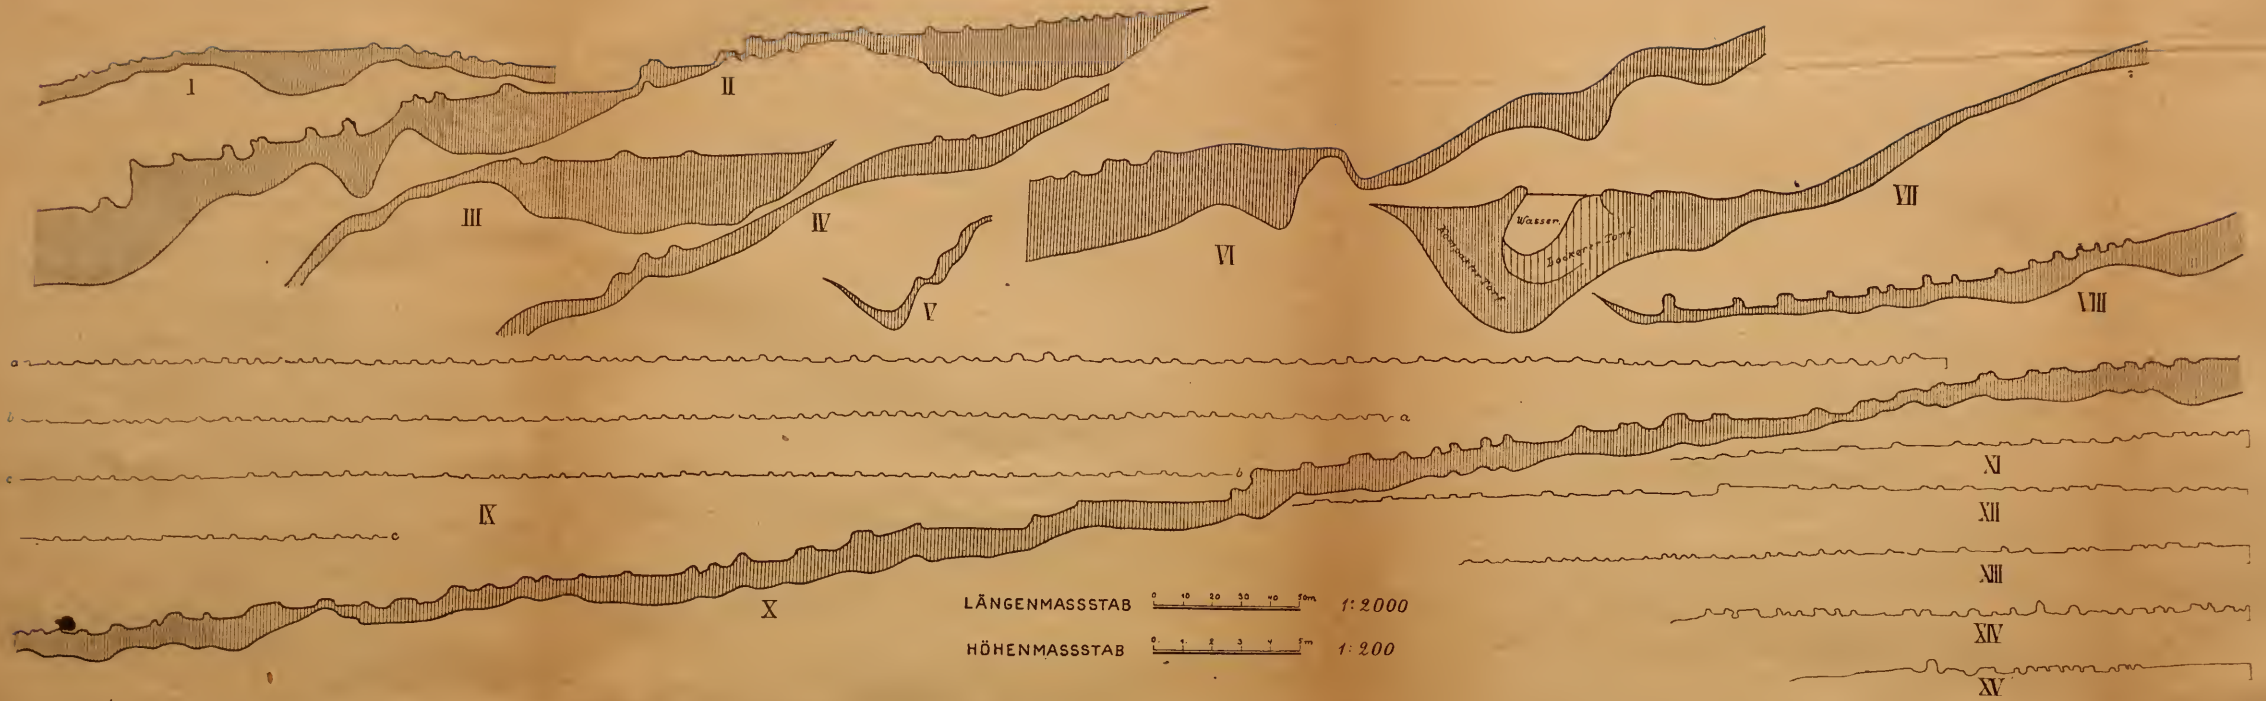 I
II
III
IV
V
VI
VII
Wasser
Lockerer Torf
Kompakter Torf
VIII
a
b a
c b
IX
c
X
XI
XII
XIII
XIV
XV
LÄNGENMASSSTAB 0 10 20 30 40 50m 1:2000
HÖHENMASSSTAB 0 1 2 3 4 5m 1:200